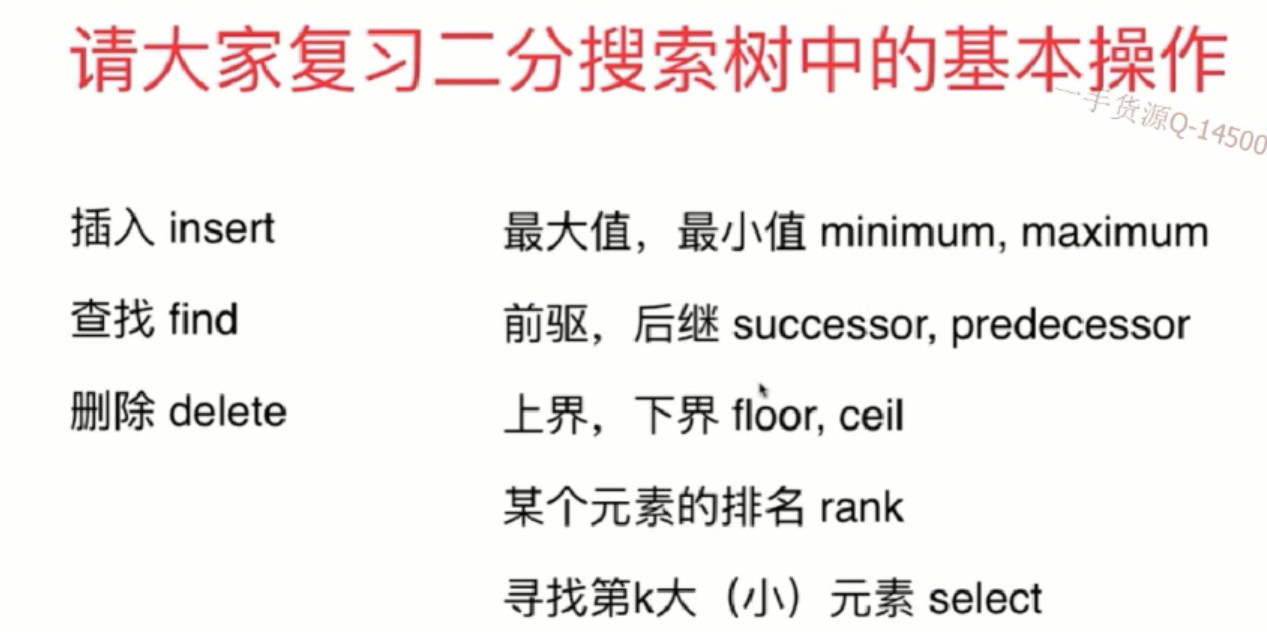 请大家复习二分搜索树中的基本操作
一手货源Q-14500
插入 insert
查找 find
删除 delete
最大值，最小值 minimum, maximum
前驱，后继 successor, predecessor
上界，下界 floor, ceil
某个元素的排名 rank
寻找第k大（小）元素 select